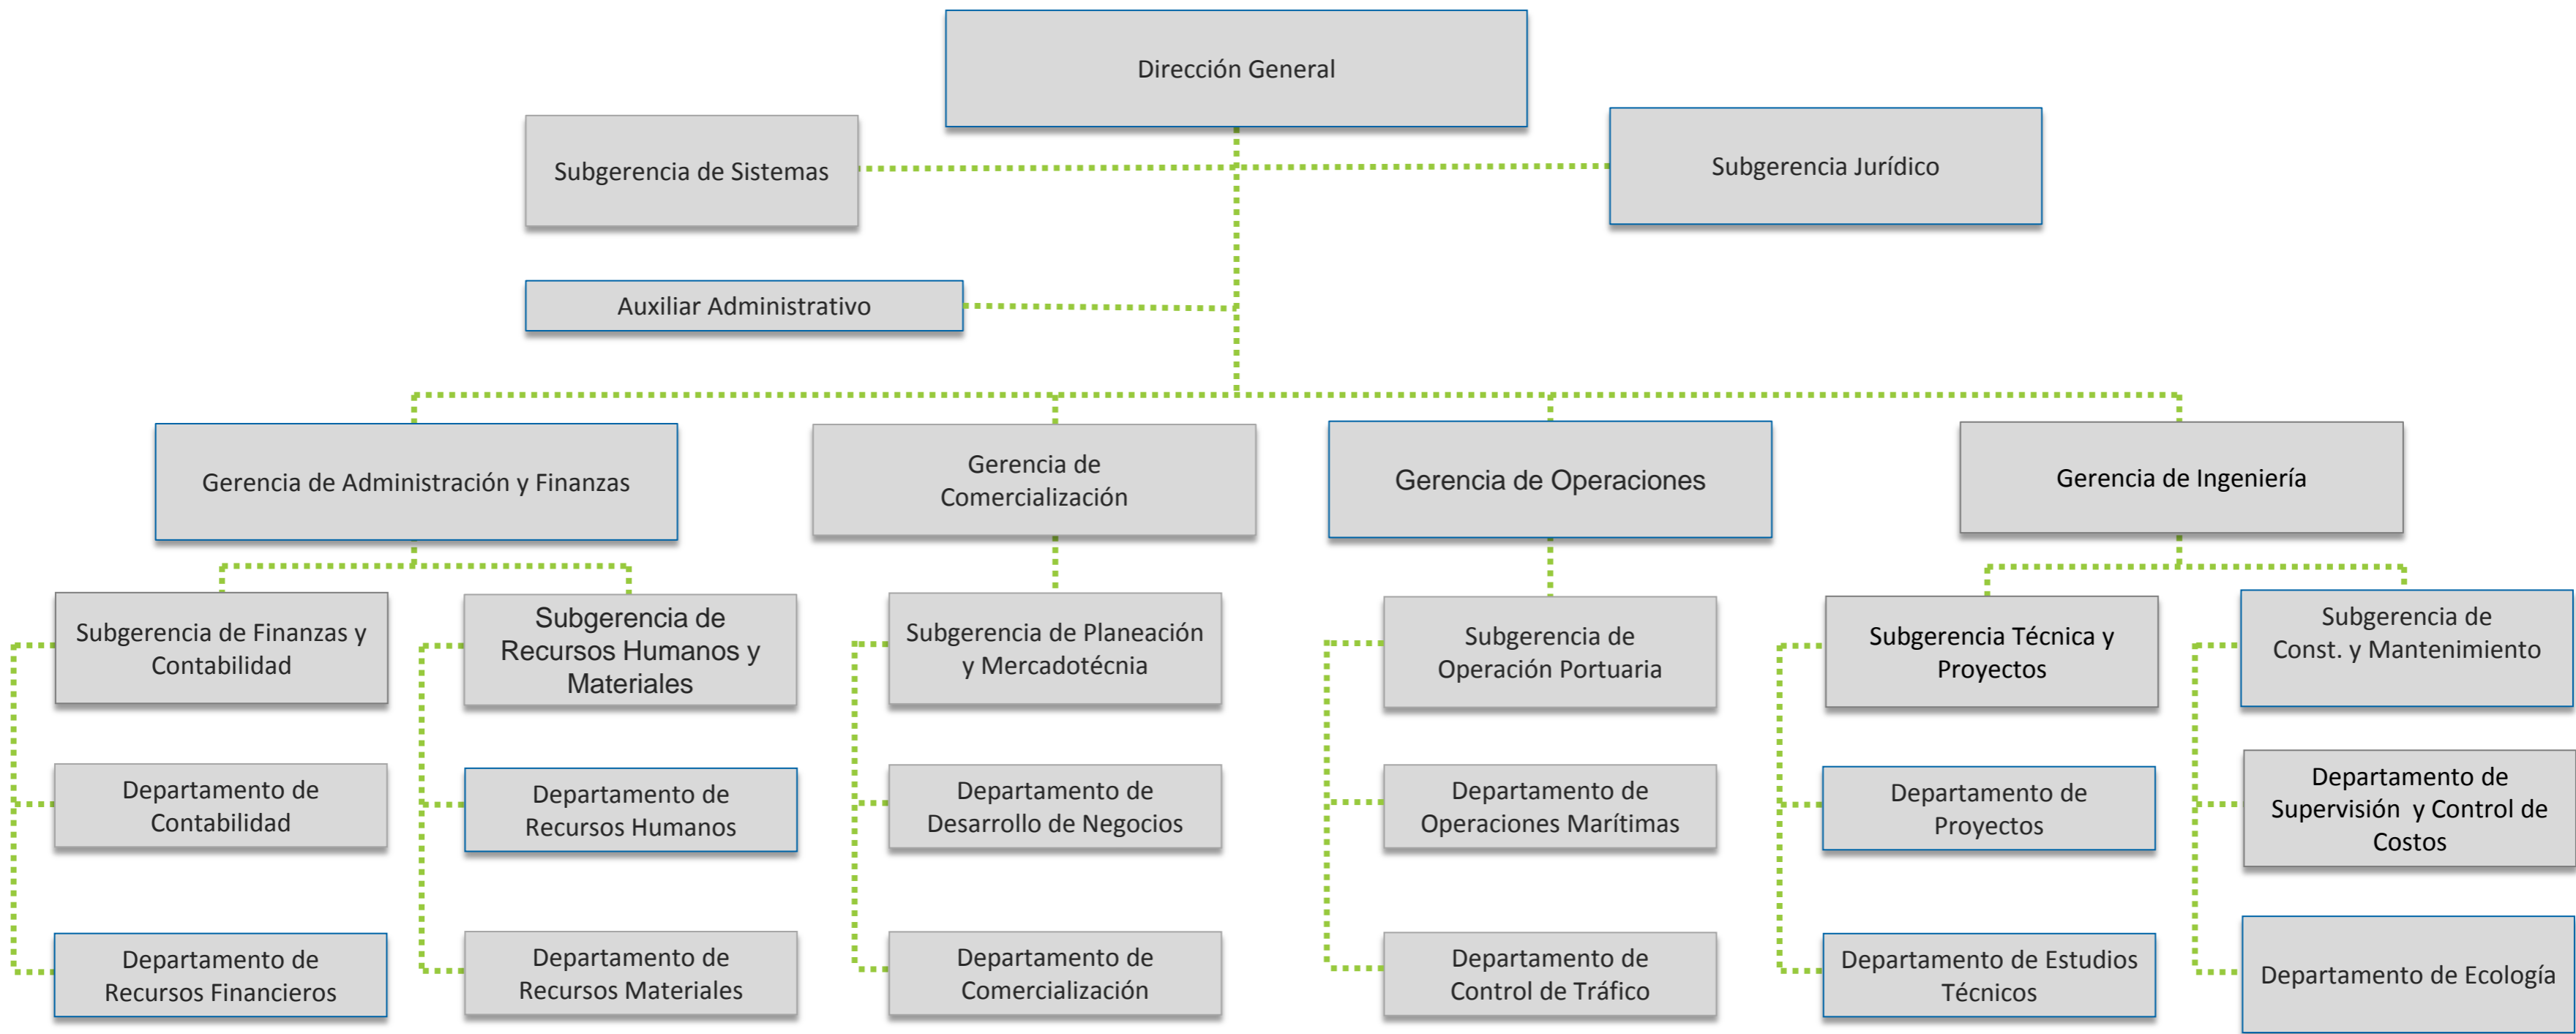 Dirección General
Subgerencia de Sistemas
Subgerencia Jurídico
Auxiliar Administrativo
Gerencia de Administración y Finanzas
Gerencia de
Comercialización
Gerencia de Operaciones
Gerencia de Ingeniería
Subgerencia de Finanzas y
Contabilidad
Subgerencia de
Recursos Humanos y
Materiales
Subgerencia de Planeación
y Mercadotécnia
Subgerencia de
Operación Portuaria
Subgerencia Técnica y
Proyectos
Subgerencia de
Const. y Mantenimiento
Departamento de
Contabilidad
Departamento de
Recursos Humanos
Departamento de
Desarrollo de Negocios
Departamento de
Operaciones Marítimas
Departamento de
Proyectos
Departamento de
Supervisión  y Control de
Costos
Departamento de
Recursos Financieros
Departamento de
Recursos Materiales
Departamento de
Comercialización
Departamento de
Control de Tráfico
Departamento de Estudios
Técnicos
Departamento de Ecología